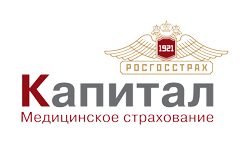 1921
РОСГОССТРАХ
Капитал
Медицинское страхование